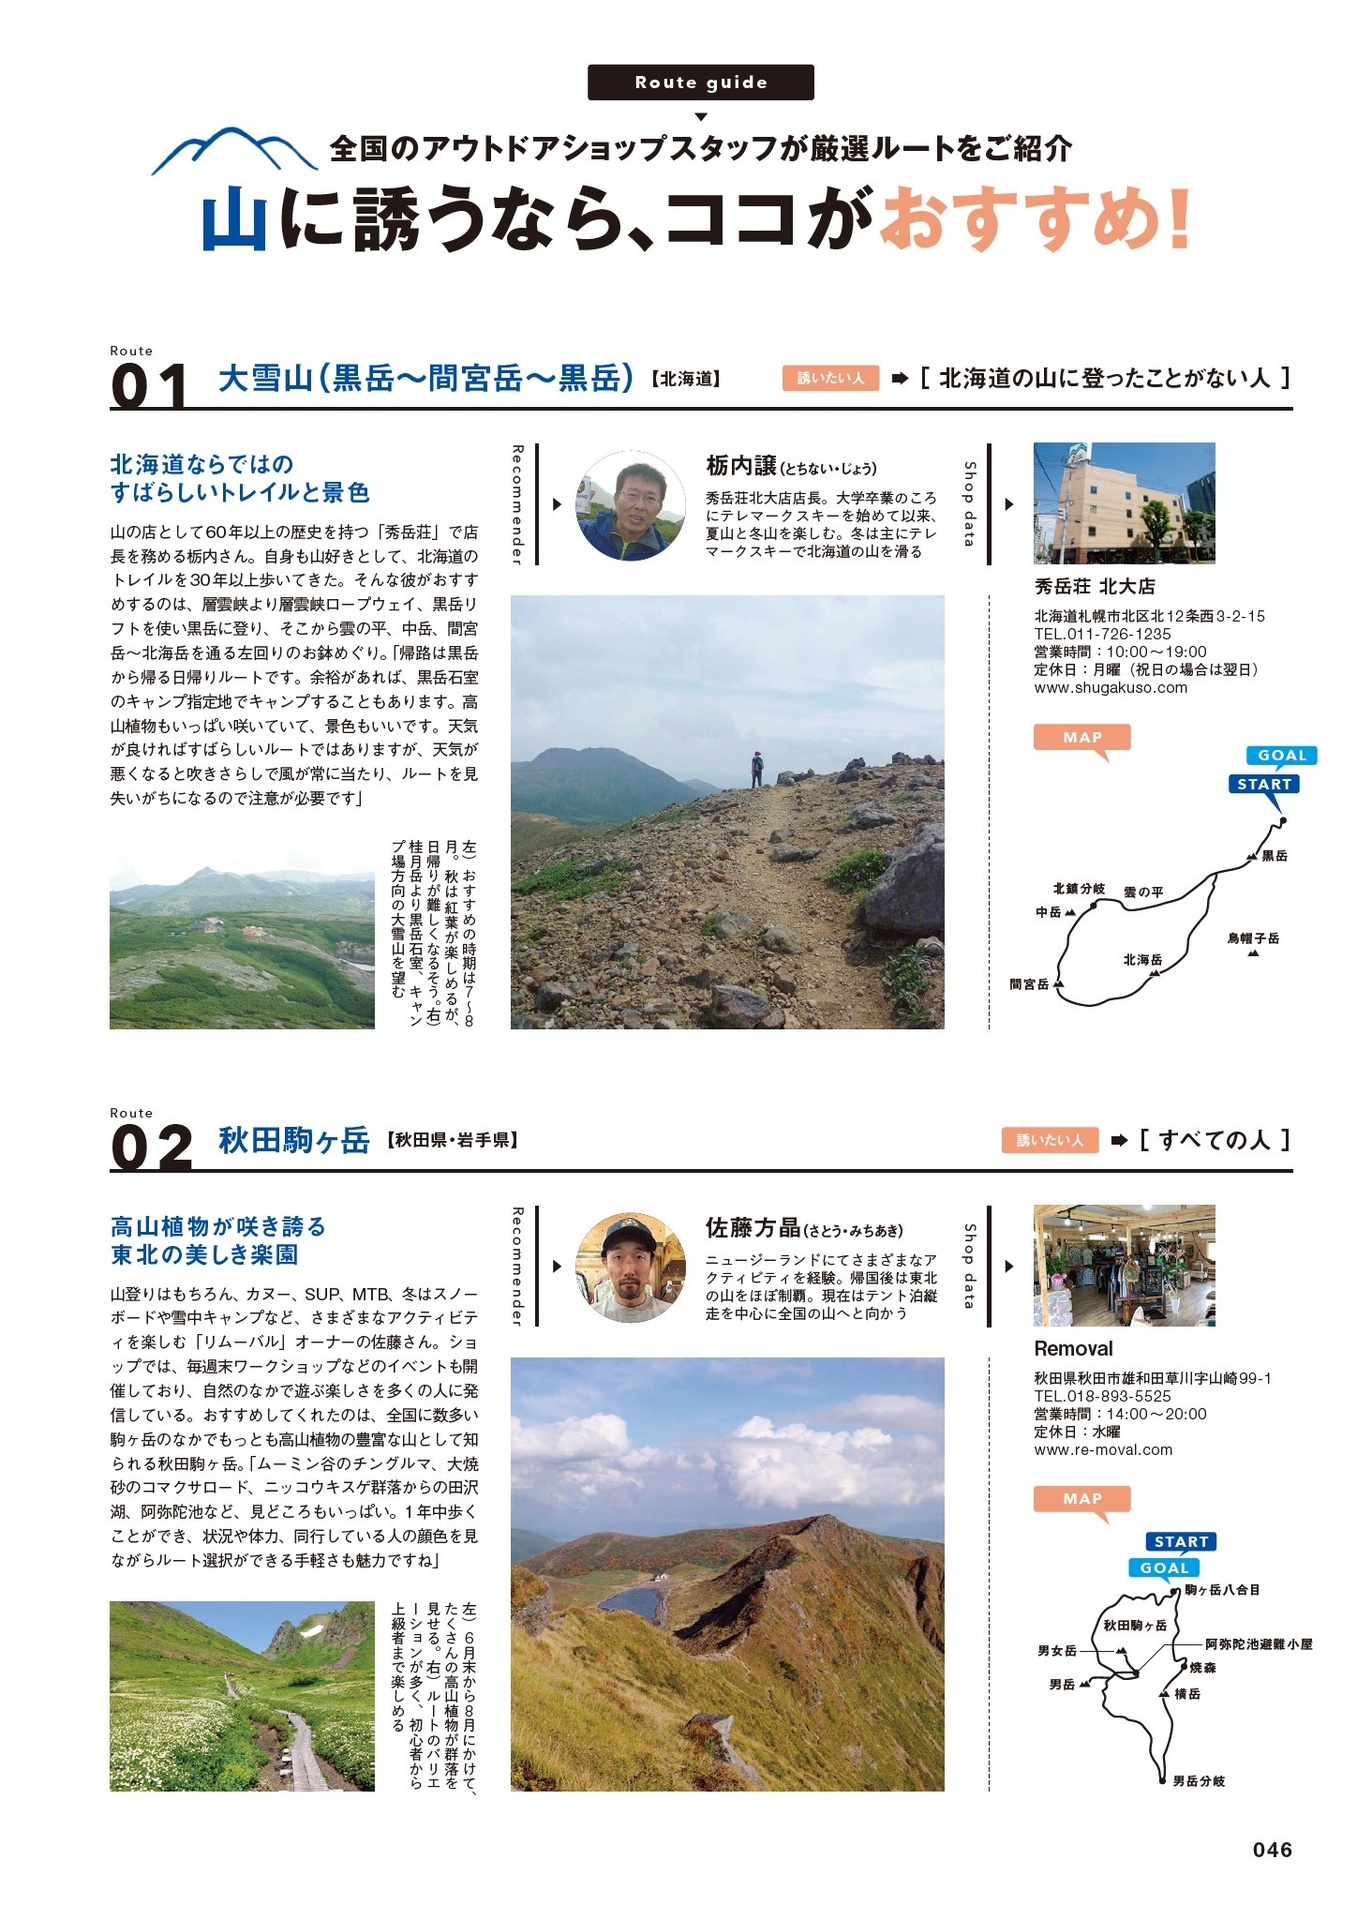 Route guide
全国のアウトドアショップスタッフが厳選ルートをご紹介
山に誘うなら、ココがおすすめ!
Route
01
大雪山(黒岳〜間宮岳〜黒岳)【北海道】
誘いたい人
[ 北海道の山に登ったことがない人 ]
北海道ならではの
すばらしいトレイルと景色
山の店として60年以上の歴史を持つ「秀岳荘」で店
長を務める栃内さん。自身も山好きとして、北海道の
トレイルを30年以上歩いてきた。そんな彼がおすす
めするのは、層雲峡より層雲峡ロープウェイ、黒岳リ
フトを使い黒岳に登り、そこから雲の平、中岳、間宮
岳〜北海岳を通る左回りのお鉢めぐり。「帰路は黒岳
から帰る日帰りルートです。余裕があれば、黒岳石室
のキャンプ指定地でキャンプすることもあります。高
山植物もいっぱい咲いていて、景色もいいです。天気
が良ければすばらしいルートではありますが、天気が
悪くなると吹きさらしで風が常に当たり、ルートを見
失いがちになるので注意が必要です」
左)おすすめの時期は7〜8
月。秋は紅葉が楽しめるが、
日帰りが難しくなるそう。右)
桂月岳より黒岳石室、キャン
プ場方向の大雪山を望む
Recommender
栃内譲(とちない・じょう)
秀岳荘北大店店長。大学卒業のころ
にテレマークスキーを始めて以来、
夏山と冬山を楽しむ。冬は主にテレ
マークスキーで北海道の山を滑る
Shop data
秀岳荘 北大店
北海道札幌市北区北12条西3-2-15
TEL.011-726-1235
営業時間:10:00〜19:00
定休日:月曜(祝日の場合は翌日)
www.shugakuso.com
MAP
GOAL
START
黒岳
北鎮分岐
雲の平
中岳
烏帽子岳
北海岳
間宮岳
Route
02
秋田駒ヶ岳【秋田県・岩手県】
誘いたい人
[ すべての人 ]
高山植物が咲き誇る
東北の美しき楽園
山登りはもちろん、カヌー、SUP、MTB、冬はスノー
ボードや雪中キャンプなど、さまざまなアクティビテ
ィを楽しむ「リムーバル」オーナーの佐藤さん。ショ
ップでは、毎週末ワークショップなどのイベントも開
催しており、自然のなかで遊ぶ楽しさを多くの人に発
信している。おすすめしてくれたのは、全国に数多い
駒ヶ岳のなかでもっとも高山植物の豊富な山として知
られる秋田駒ヶ岳。「ムーミン谷のチングルマ、大焼
砂のコマクサロード、ニッコウキスゲ群落からの田沢
湖、阿弥陀池など、見どころもいっぱい。1年中歩く
ことができ、状況や体力、同行している人の顔色を見
ながらルート選択ができる手軽さも魅力ですね」
左)6月末から8月にかけて、
たくさんの高山植物が群落を
見せる。右)ルートのバリエ
ーションが多く、初心者から
上級者まで楽しめる
Recommender
佐藤方晶(さとう・みちあき)
ニュージーランドにてさまざまなア
クティビティを経験。帰国後は東北
の山をほぼ制覇。現在はテント泊縦
走を中心に全国の山へと向かう
Shop data
Removal
秋田県秋田市雄和田草川字山崎99-1
TEL.018-893-5525
営業時間:14:00〜20:00
定休日:水曜
www.re-moval.com
MAP
START
GOAL
駒ヶ岳八合目
秋田駒ヶ岳
男女岳
阿弥陀池避難小屋
焼森
男岳
横岳
男岳分岐
046